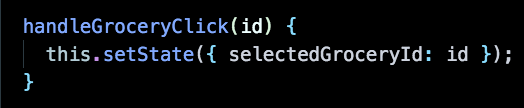 handleGroceryClick(id) {
  this.setState({ selectedGroceryId: id });
}